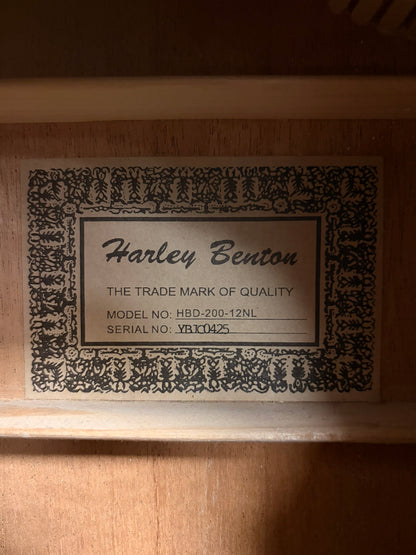 Harley Benton
THE TRADE MARK OF QUALITY
MODEL NO: HBD-200-12NL
SERIAL NO: YBJC0425